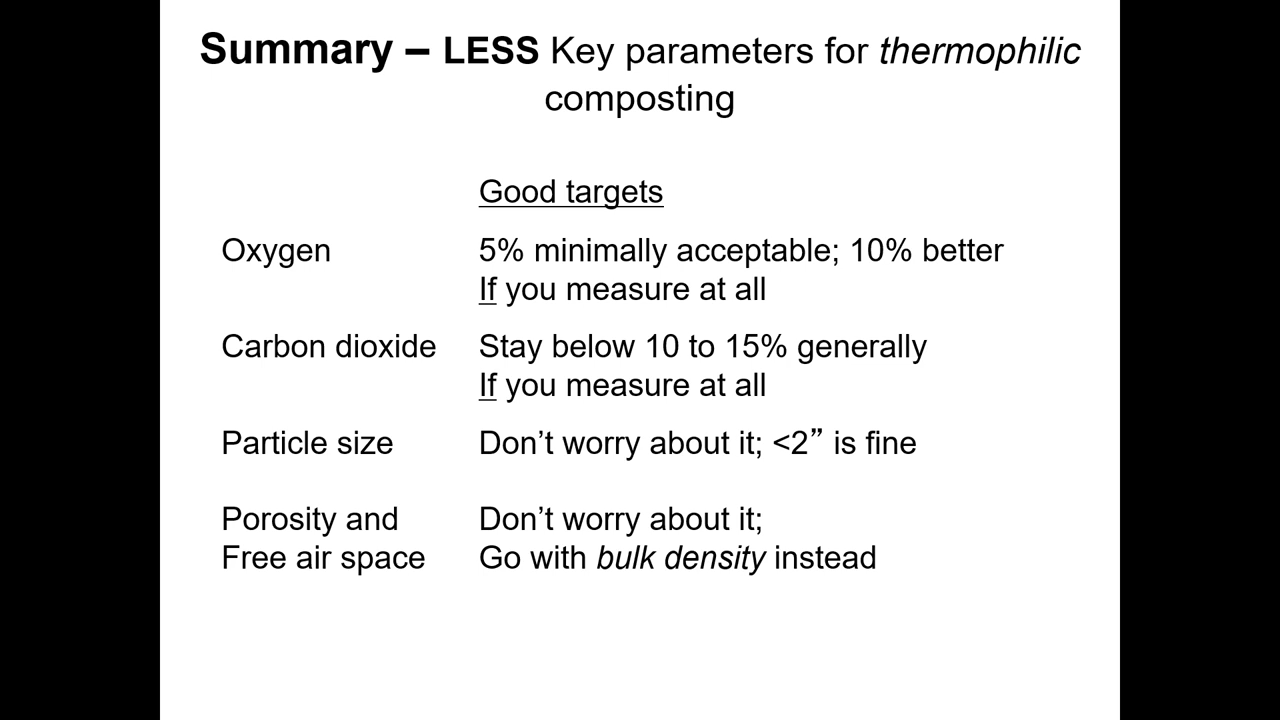 Summary – LESS Key parameters for thermophilic
composting
Good targets
Oxygen 5% minimally acceptable; 10% better
If you measure at all
Carbon dioxide Stay below 10 to 15% generally
If you measure at all
Particle size Don’t worry about it; <2” is fine
Porosity and Don’t worry about it;
Free air space Go with bulk density instead